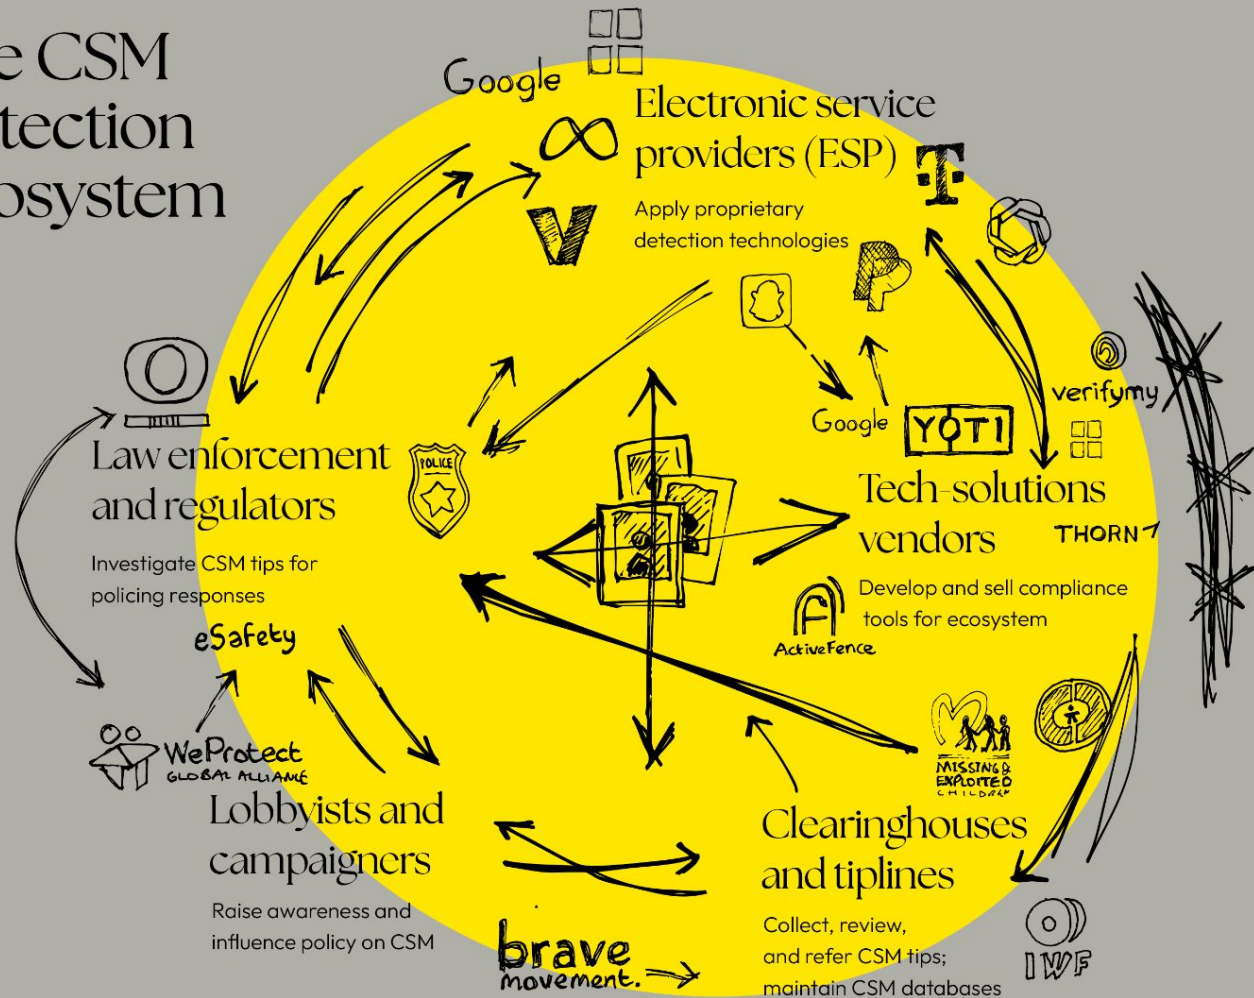 e CSM
tection
osystem
Google
Electronic service
providers (ESP)
Apply proprietary
detection technologies
Google
YOTI
verifymy
Tech-solutions
vendors
THORN
Develop and sell compliance
tools for ecosystem
ActiveFence
Law enforcement
and regulators
POLICE
Investigate CSM tips for
policing responses
eSafety
WeProtect
GLOBAL ALLIANCE
Lobbyists and
campaigners
Raise awareness and
influence policy on CSM
brave
movement.
MISSING &
EXPLOITED
CHILDREN
Clearinghouses
and tiplines
Collect, review,
and refer CSM tips;
maintain CSM databases
IWF